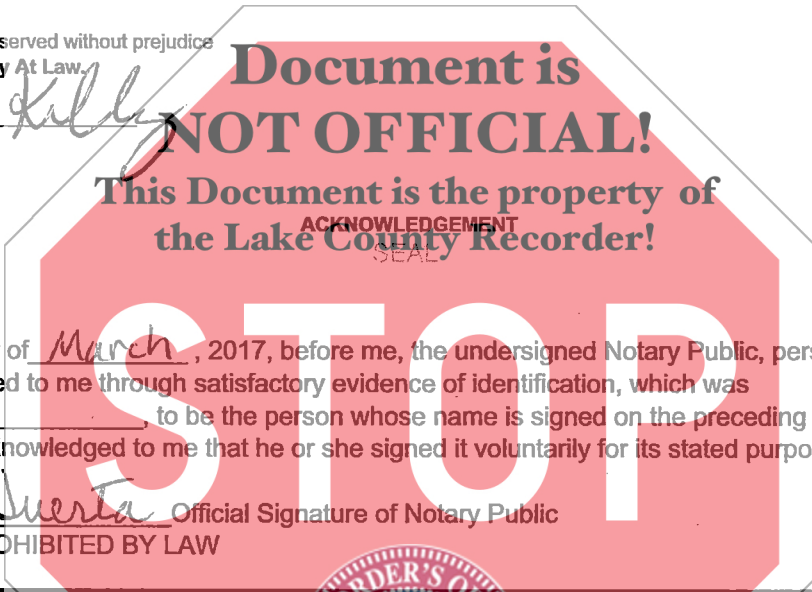 served without prejudice
y At Law.
Killy
Document is
NOT OFFICIAL!
This Document is the property of
the Lake County Recorder!
ACKNOWLEDGEMENT
SEAL
STOP
of March, 2017, before me, the undersigned Notary Public, pers
ed to me through satisfactory evidence of identification, which was
, to be the person whose name is signed on the preceding
nowledged to me that he or she signed it voluntarily for its stated purpo
Official Signature of Notary Public
OHIBITED BY LAW
RDER'S O